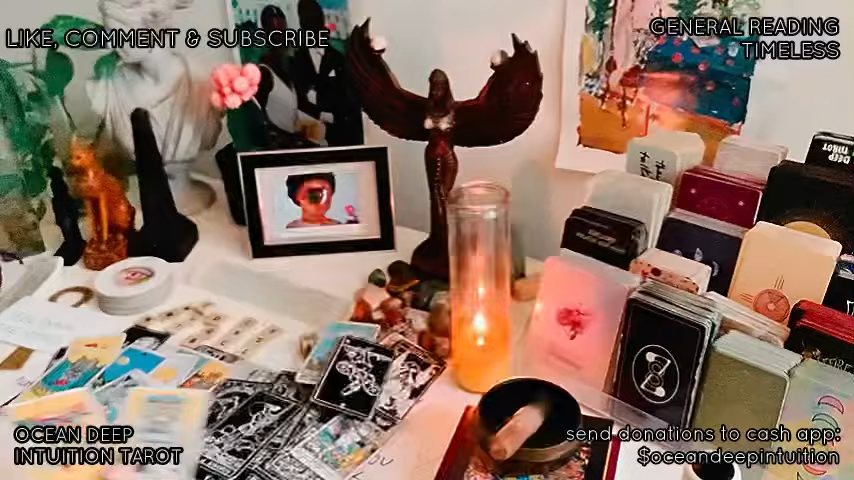 LIKE, COMMENT & SUBSCRIBE
GENERAL READING
TIMELESS
OCEAN DEEP
INTUITION TAROT
send donations to cash app:
$oceandeepintuition